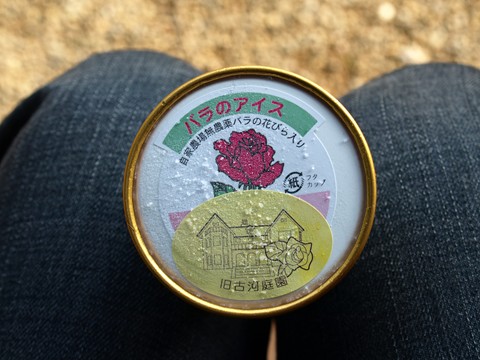 バラのアイス
自家農場無農薬バラの花びら入り
紙
フタ
カップ
旧古河庭園